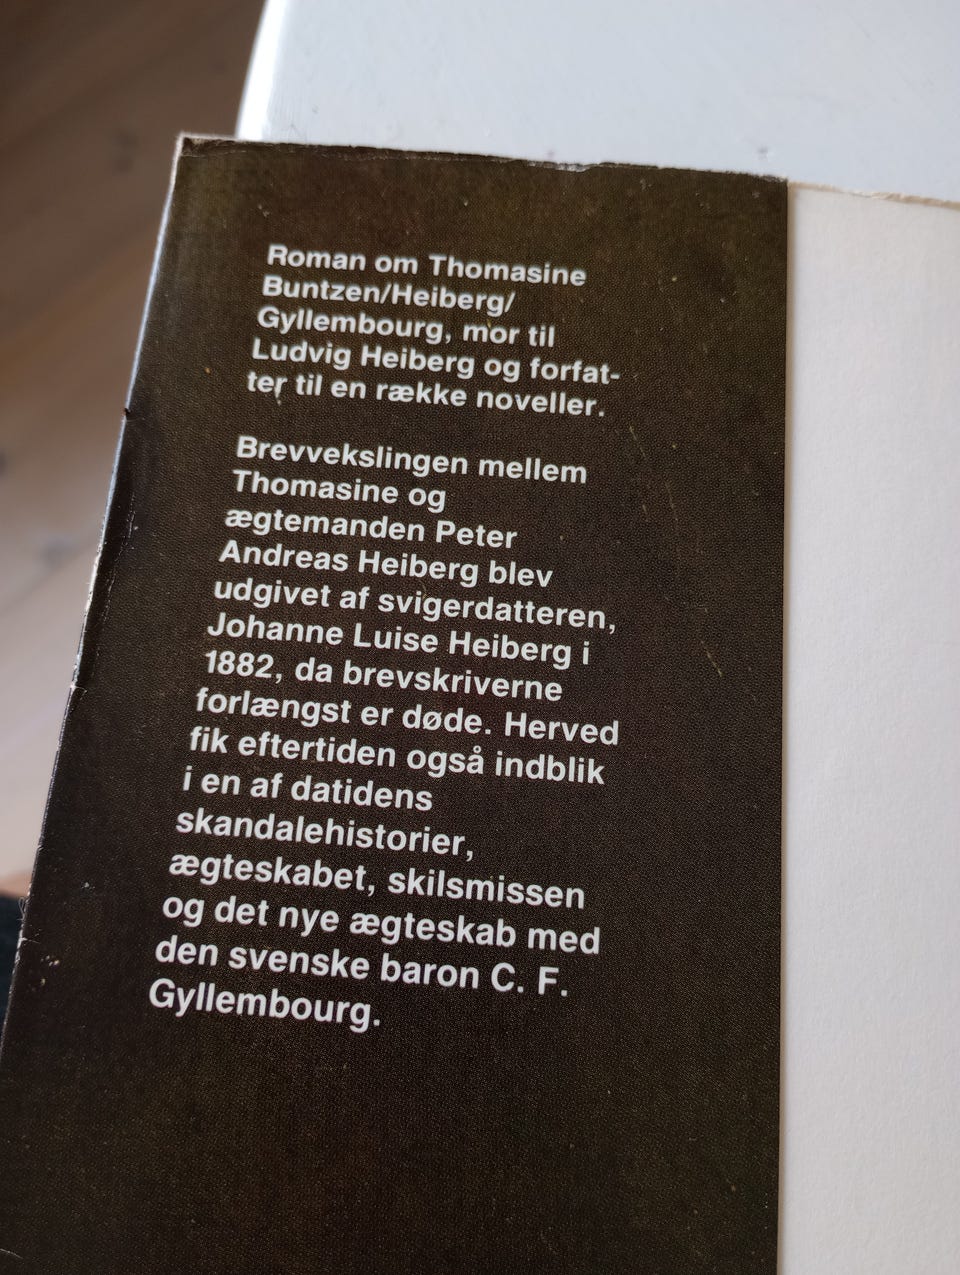 Roman om Thomasine
Buntzen/Heiberg/
Gyllembourg, mor til
Ludvig Heiberg og forfat-
ter til en række noveller.
Brevvekslingen mellem
Thomasine og
ægtemanden Peter
Andreas Heiberg blev
udgivet af svigerdatteren,
Johanne Luise Heiberg i
1882, da brevskriverne
forlængst er døde. Herved
fik eftertiden også indblik
i en af datidens
skandalehistorier,
ægteskabet, skilsmissen
og det nye ægteskab med
den svenske baron C. F.
Gyllembourg.